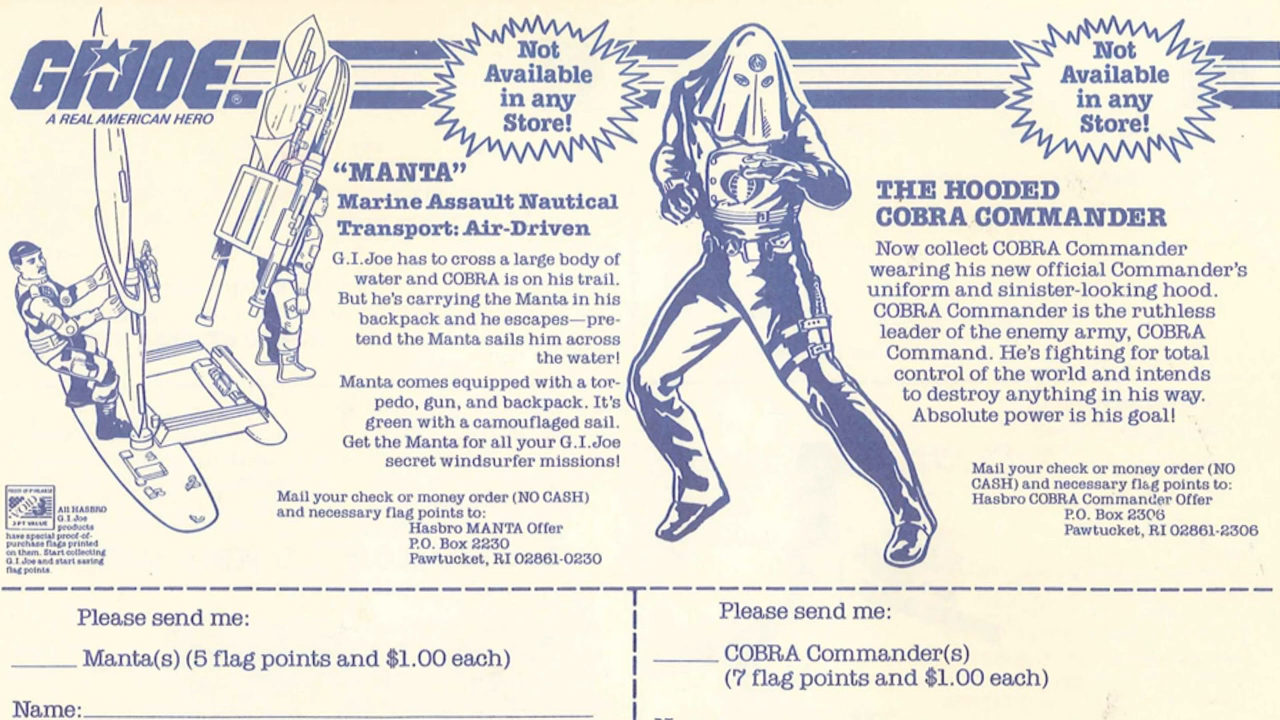 G.I.JOE®
A REAL AMERICAN HERO
Not
Available
in any
Store!
"MANTA"
Marine Assault Nautical
Transport: Air-Driven
G.I.Joe has to cross a large body of
water and COBRA is on his trail.
But he's carrying the Manta in his
backpack and he escapes—pre-
tend the Manta sails him across
the water!
Manta comes equipped with a tor-
pedo, gun, and backpack. It's
green with a camouflaged sail.
Get the Manta for all your G.I.Joe
secret windsurfer missions!
Mail your check or money order (NO CASH)
and necessary flag points to:
Hasbro MANTA Offer
P.O. Box 2230
Pawtucket, RI 02861-0230
VOID
3-PT VALUE
All HASBRO
G.I.Joe
products
have special proof-of-
purchase flags printed
on them. Start collecting
G.I.Joe and start saving
flag points.
Not
Available
in any
Store!
THE HOODED
COBRA COMMANDER
Now collect COBRA Commander
wearing his new official Commander's
uniform and sinister-looking hood.
COBRA Commander is the ruthless
leader of the enemy army, COBRA
Command. He's fighting for total
control of the world and intends
to destroy anything in his way.
Absolute power is his goal!
Mail your check or money order (NO
CASH) and necessary flag points to:
Hasbro COBRA Commander Offer
P.O. Box 2306
Pawtucket, RI 02861-2306
Please send me:
Manta(s) (5 flag points and $1.00 each)
Name:
Please send me:
COBRA Commander(s)
(7 flag points and $1.00 each)